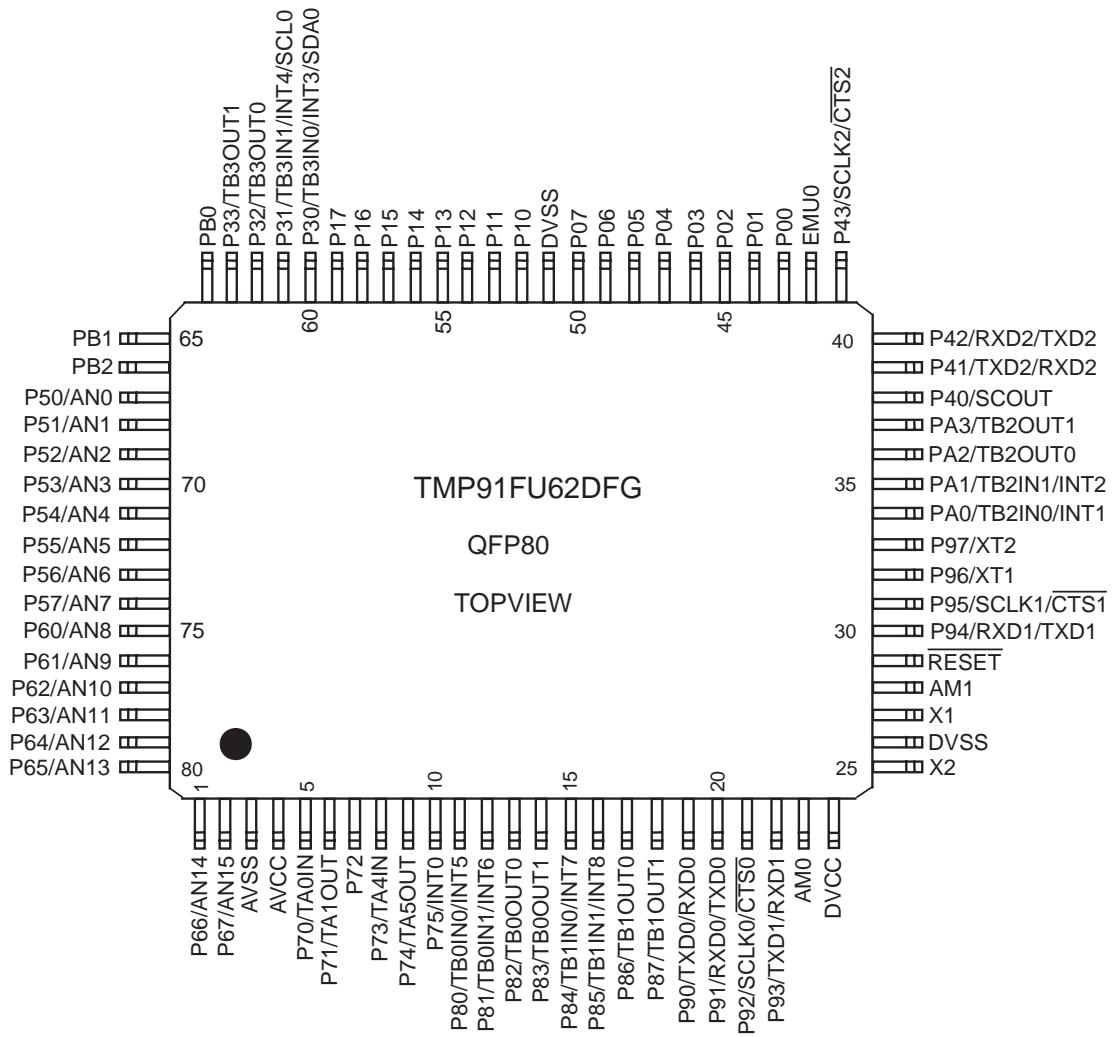 PB0
P33/TB3OUT1
P32/TB3OUT0
P31/TB3IN1/INT4/SCL0
P30/TB3IN0/INT3/SDA0
P17
P16
P15
P14
P13
P12
P11
P10
DVSS
P07
P06
P05
P04
P03
P02
P01
P00
EMU0
P43/SCLK2/CTS2
60
55
50
45
PB1
PB2
P50/AN0
P51/AN1
P52/AN2
P53/AN3
P54/AN4
P55/AN5
P56/AN6
P57/AN7
P60/AN8
P61/AN9
P62/AN10
P63/AN11
P64/AN12
P65/AN13
65
70
75
80
TMP91FU62DFG
QFP80
TOPVIEW
40
35
30
25
P42/RXD2/TXD2
P41/TXD2/RXD2
P40/SCOUT
PA3/TB2OUT1
PA2/TB2OUT0
PA1/TB2IN1/INT2
PA0/TB2IN0/INT1
P97/XT2
P96/XT1
P95/SCLK1/CTS1
P94/RXD1/TXD1
RESET
AM1
X1
DVSS
X2
1
5
10
15
20
P66/AN14
P67/AN15
AVSS
AVCC
P70/TA0IN
P71/TA1OUT
P72
P73/TA4IN
P74/TA5OUT
P75/INT0
P80/TB0IN0/INT5
P81/TB0IN1/INT6
P82/TB0OUT0
P83/TB0OUT1
P84/TB1IN0/INT7
P85/TB1IN1/INT8
P86/TB1OUT0
P87/TB1OUT1
P90/TXD0/RXD0
P91/RXD0/TXD0
P92/SCLK0/CTS0
P93/TXD1/RXD1
AM0
DVCC